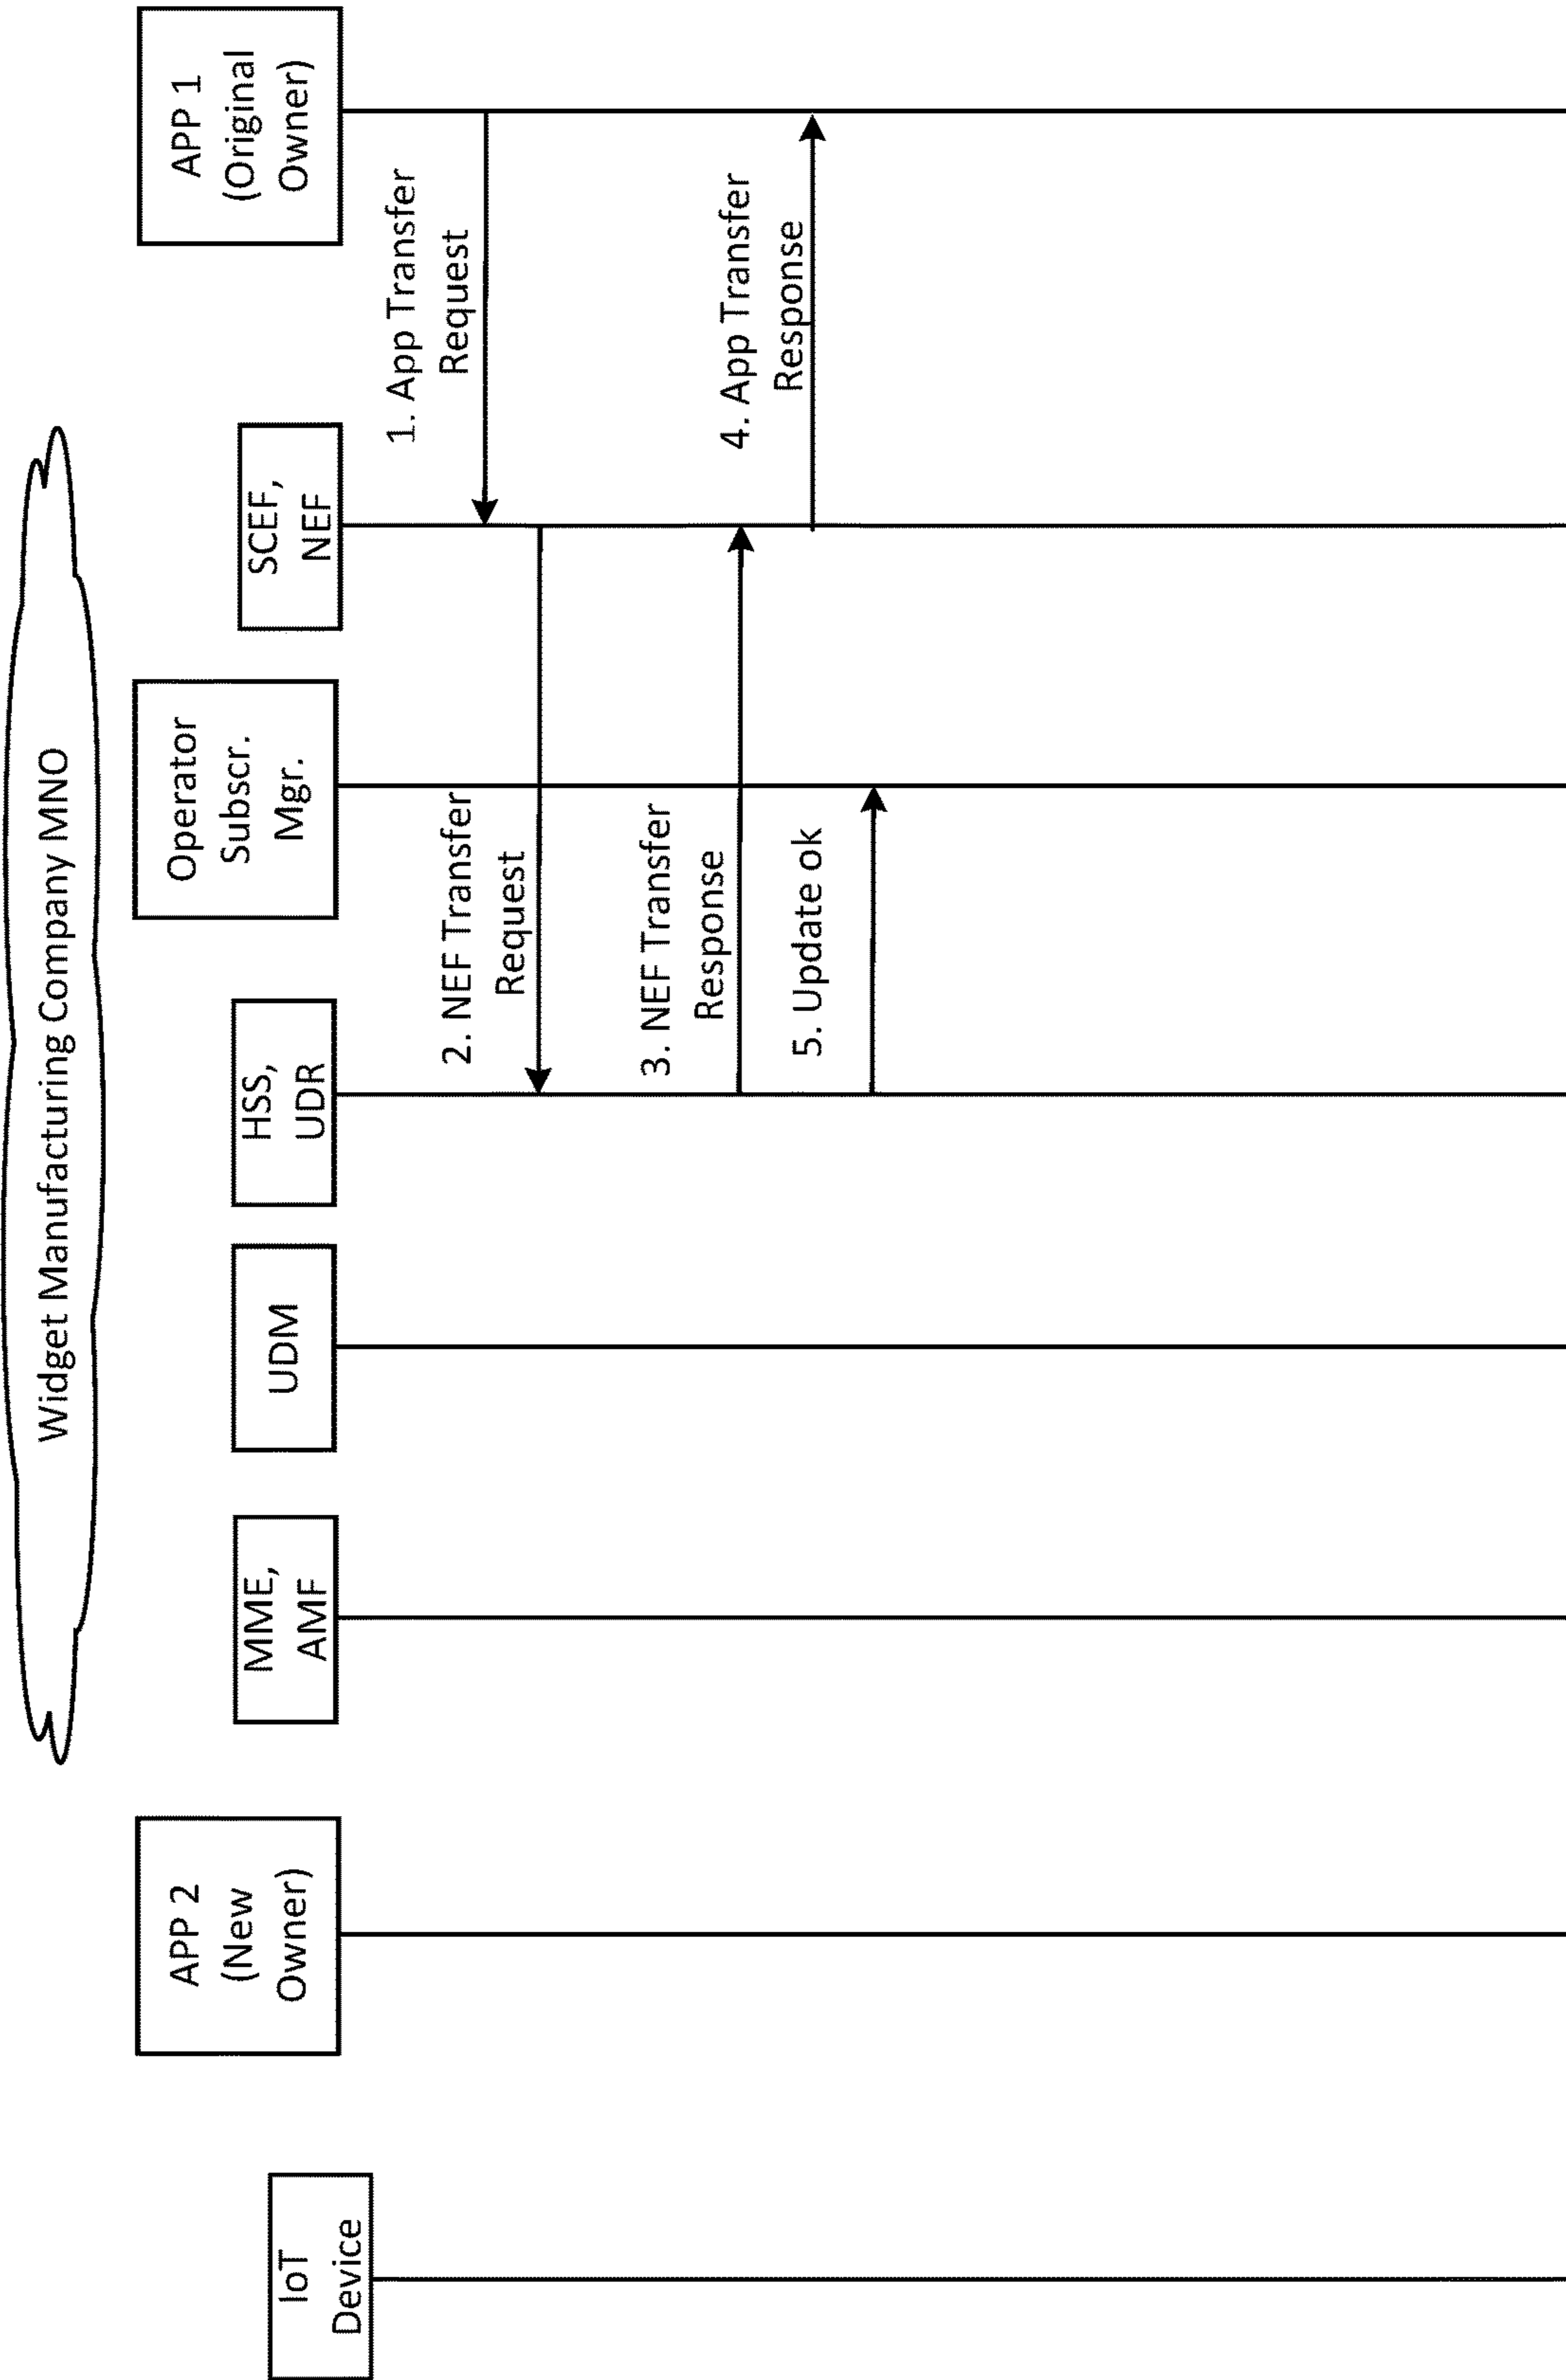 Widget Manufacturing Company MNO
IoT
Device
APP 2
(New
Owner)
MME,
AMF
UDM
HSS,
UDR
Operator
Subscr.
Mgr.
SCEF,
NEF
APP 1
(Original
Owner)
1. App Transfer
Request
2. NEF Transfer
Request
3. NEF Transfer
Response
4. App Transfer
Response
5. Update ok